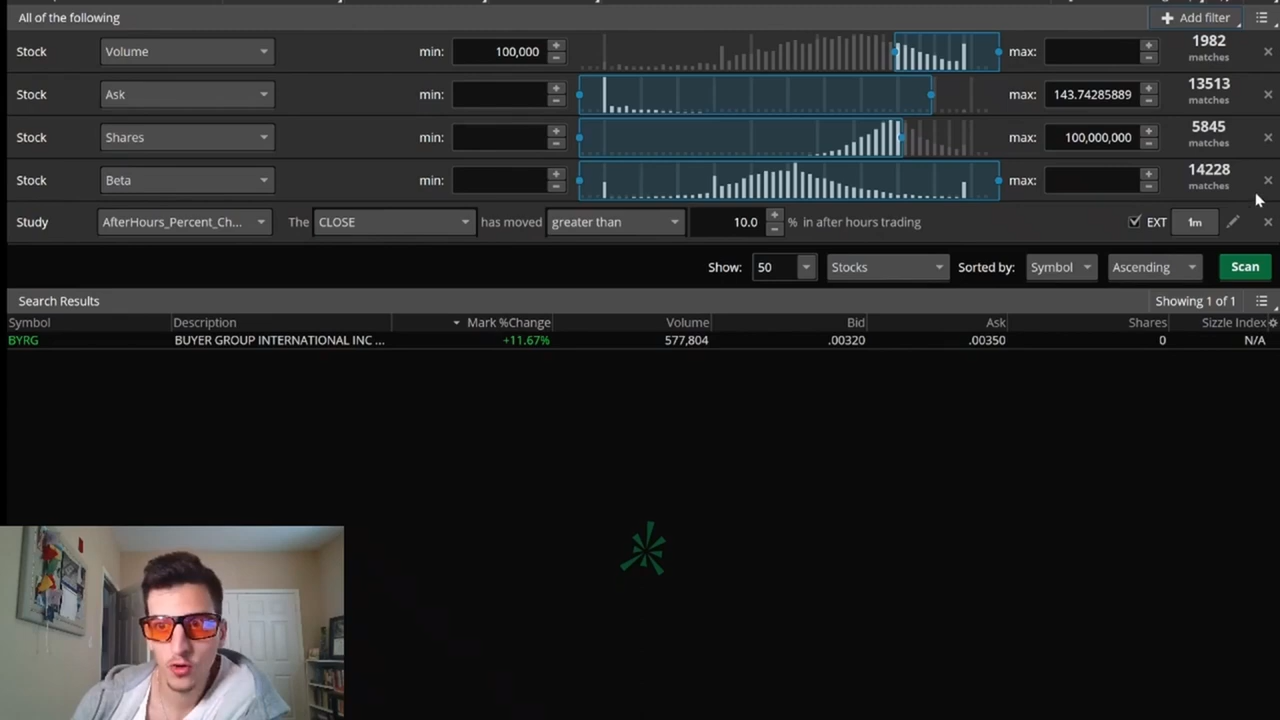 All of the following
Add filter
Stock Volume min: 100,000 max: 1982 matches
Stock Ask min: max: 143.74285889 13513 matches
Stock Shares min: max: 100,000,000 5845 matches
Stock Beta min: max: 14228 matches
Study AfterHours_Percent_Ch... The CLOSE has moved greater than 10.0 % in after hours trading EXT 1m
Show: 50 Stocks Sorted by: Symbol Ascending Scan
Search Results Showing 1 of 1
Symbol Description Mark %Change Volume Bid Ask Shares Sizzle Index
BYRG BUYER GROUP INTERNATIONAL INC ... +11.67% 577,804 .00320 .00350 0 N/A